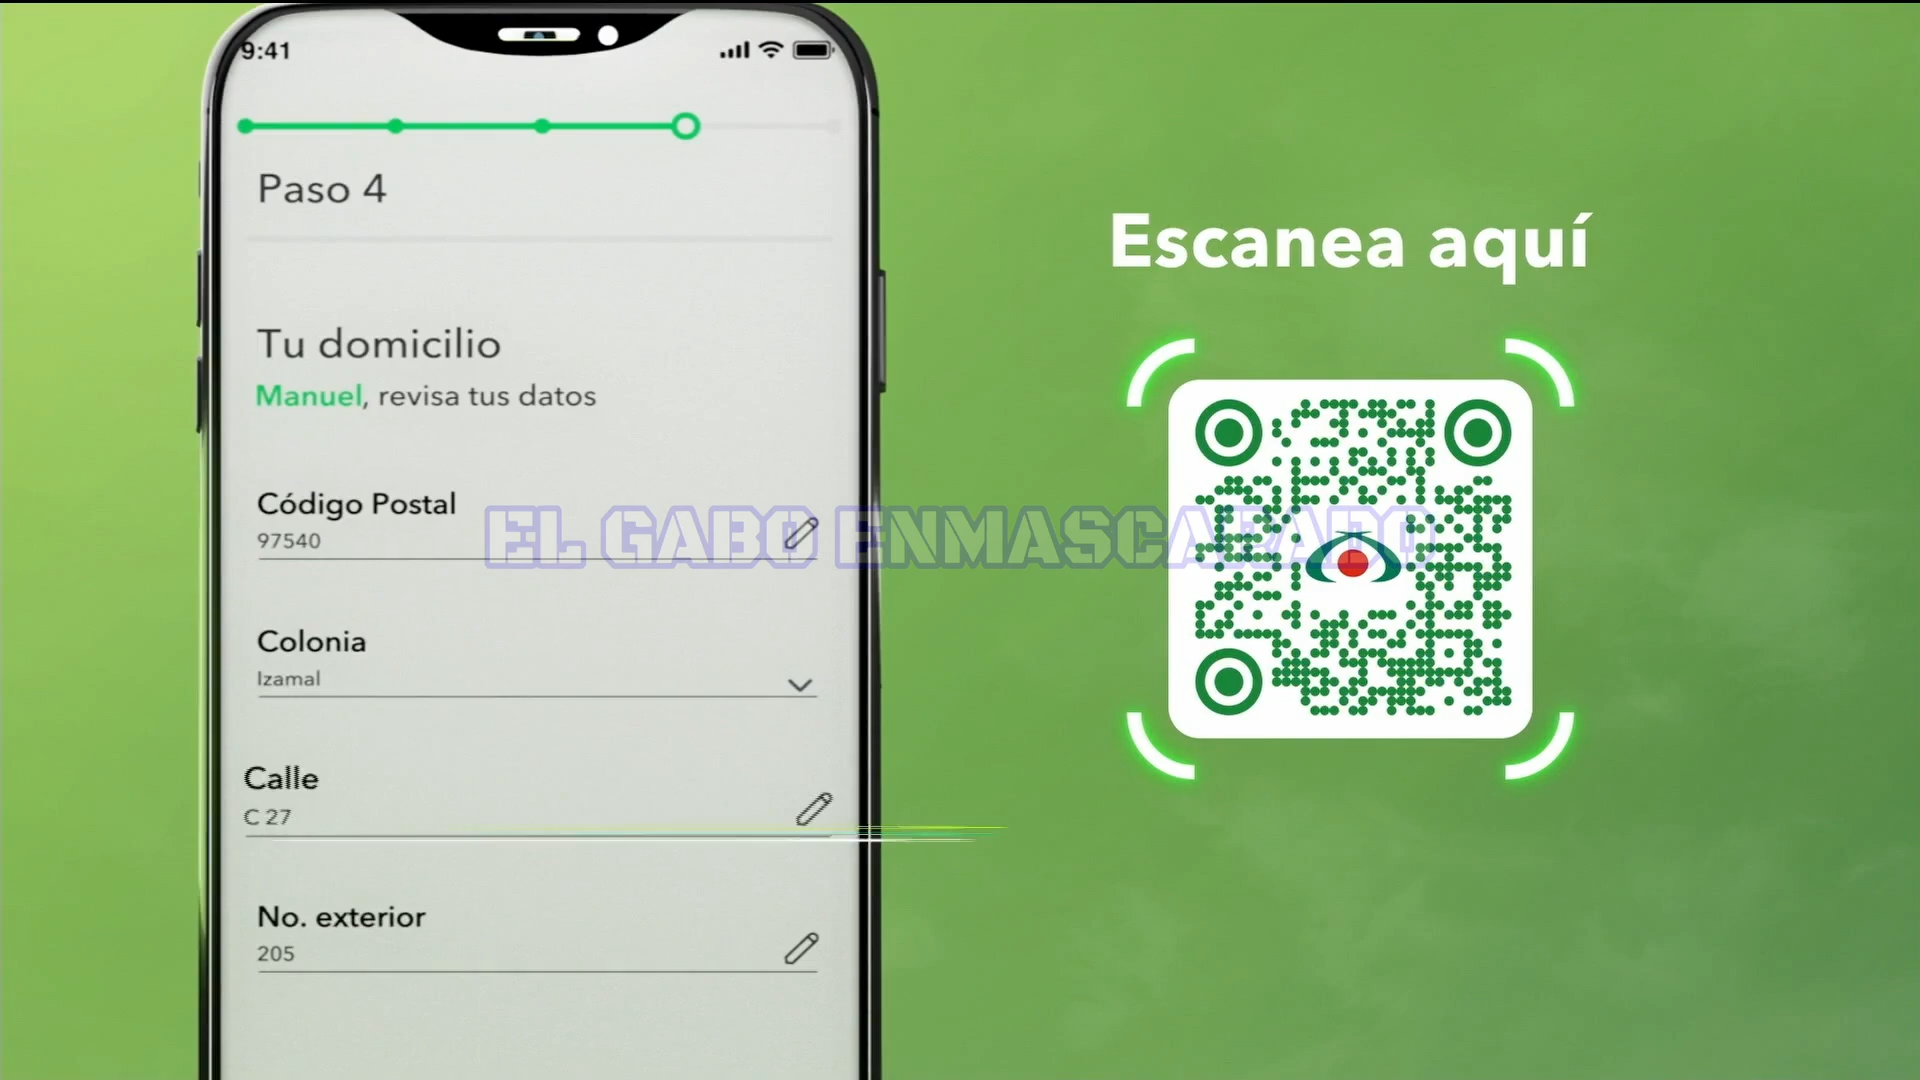 9:41
Paso 4
Tu domicilio
Manuel, revisa tus datos
Código Postal
97540
Colonia
Izamal
Calle
C 27
No. exterior
205
Escanea aquí
EL GABO ENMASCARADO